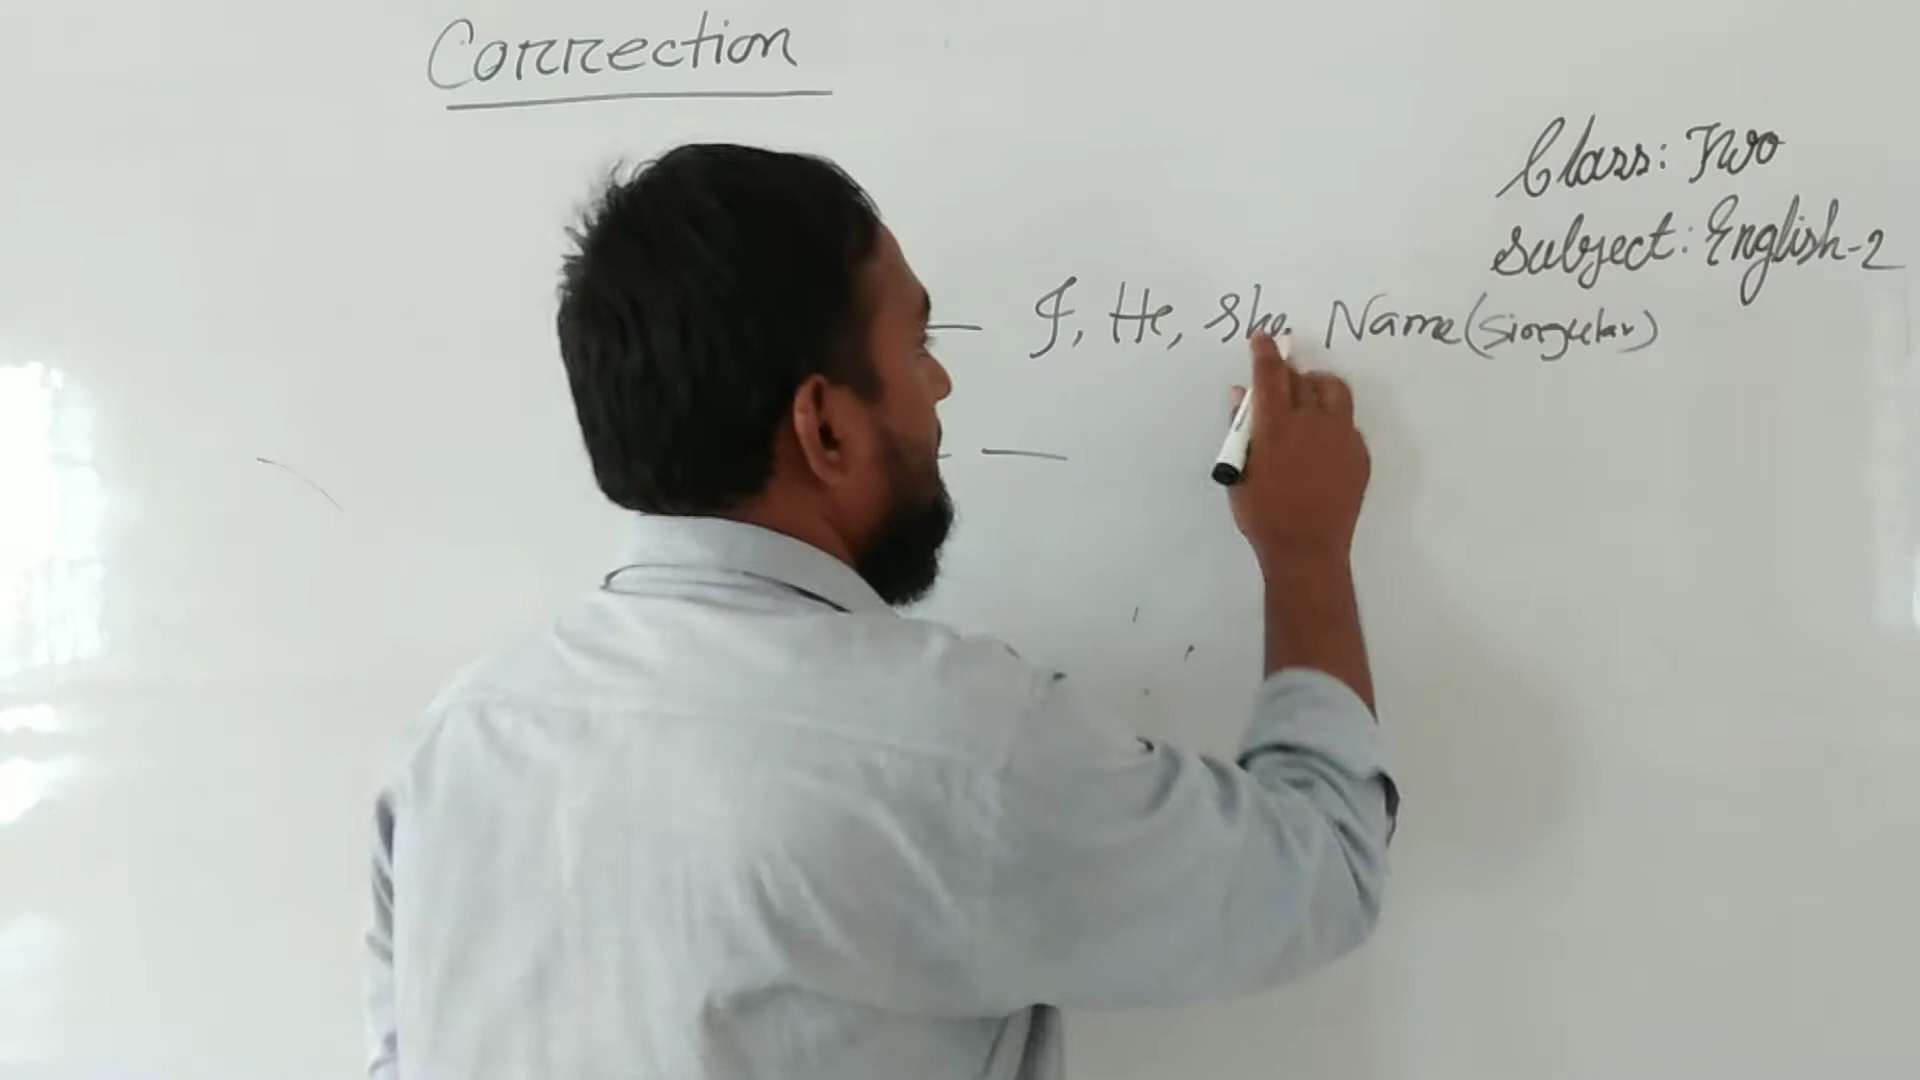 Correction
Class: Two
Subject: English-2
— I, He, She, Name (Singular)
—